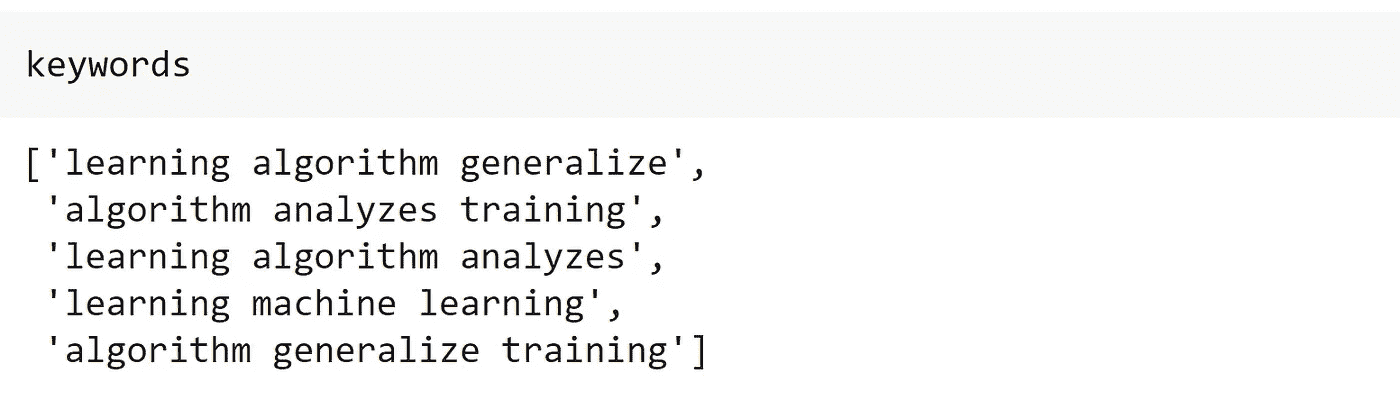 keywords
['learning algorithm generalize',
'algorithm analyzes training',
'learning algorithm analyzes',
'learning machine learning',
'algorithm generalize training']